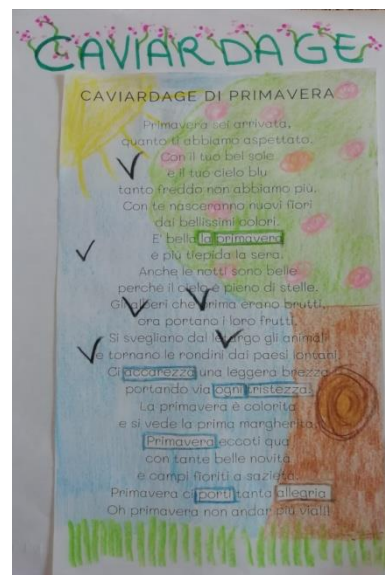 CAVIARDAGE
CAVIARDAGE DI PRIMAVERA
Primavera sei arrivata,
quanto ti abbiamo aspettato.
Con il tuo bel sole
e il tuo cielo blu
tanto freddo non abbiamo più.
Con te nasceranno nuovi fiori
dai bellissimi colori.
E' bella la primavera
è più tiepida la sera.
Anche le notti sono belle
perchè il cielo è pieno di stelle.
Gli alberi che prima erano brutti,
ora portano i loro frutti.
Si svegliano dal letargo gli animali
e tornano le rondini dai paesi lontani.
Ci accarezza una leggera brezza
portando via ogni tristezza.
La primavera è colorita
e si vede la prima margherita.
Primavera eccoti qua
con tante belle novità
e campi fioriti a sazietà.
Primavera ci porti tanta allegria
Oh primavera non andar più via!!!